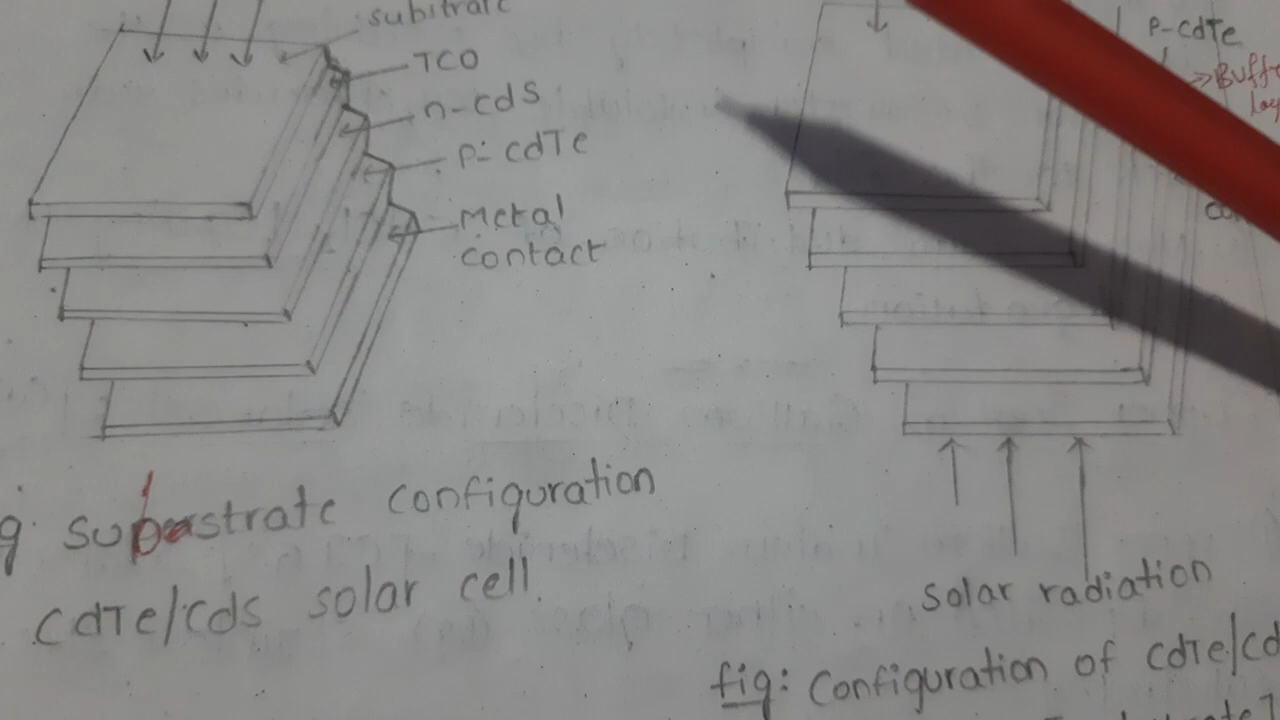 subitrate
TCO
n-cds
p-cdTe
Metal
contact
g. substrate configuration
CdTe/cds solar cell.
P-cdTe
solar radiation
fig: Configuration of cdTe/cd